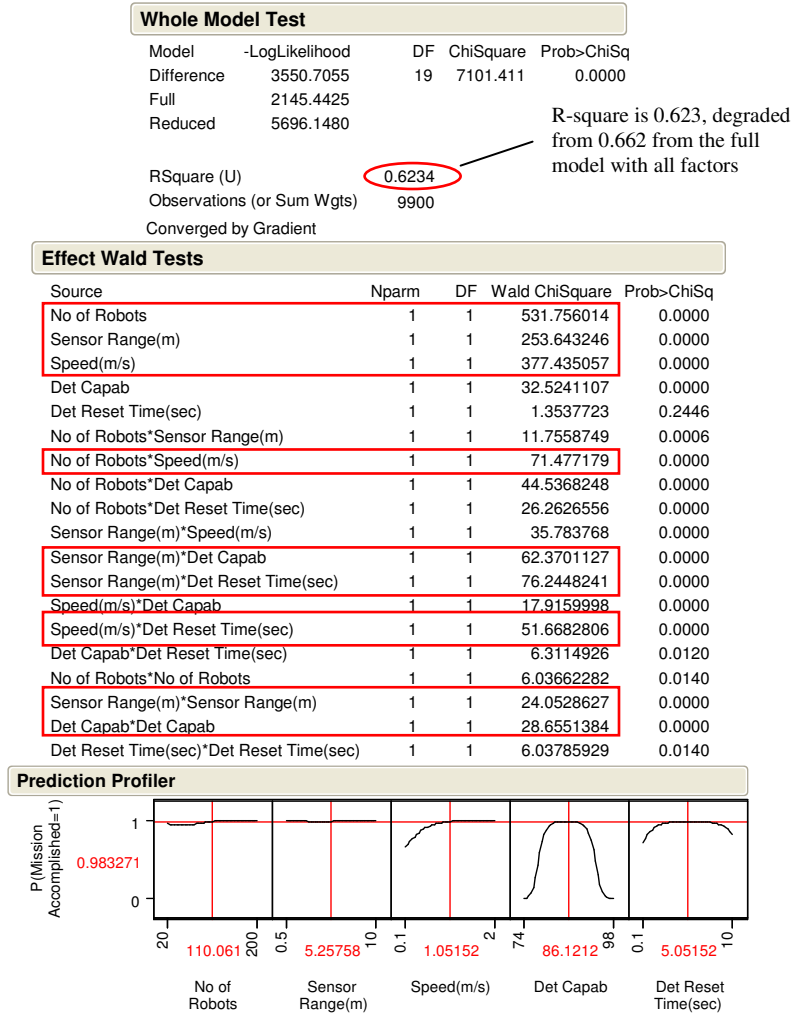 Whole Model Test
Model -LogLikelihood DF ChiSquare Prob>ChiSq
Difference 3550.7055 19 7101.411 0.0000
Full 2145.4425
Reduced 5696.1480
R-square is 0.623, degraded
from 0.662 from the full
model with all factors
RSquare (U) 0.6234
Observations (or Sum Wgts) 9900
Converged by Gradient
Effect Wald Tests
Source Nparm DF Wald ChiSquare Prob>ChiSq
No of Robots 1 1 531.756014 0.0000
Sensor Range(m) 1 1 253.643246 0.0000
Speed(m/s) 1 1 377.435057 0.0000
Det Capab 1 1 32.5241107 0.0000
Det Reset Time(sec) 1 1 1.3537723 0.2446
No of Robots*Sensor Range(m) 1 1 11.7558749 0.0006
No of Robots*Speed(m/s) 1 1 71.477179 0.0000
No of Robots*Det Capab 1 1 44.5368248 0.0000
No of Robots*Det Reset Time(sec) 1 1 26.2626556 0.0000
Sensor Range(m)*Speed(m/s) 1 1 35.783768 0.0000
Sensor Range(m)*Det Capab 1 1 62.3701127 0.0000
Sensor Range(m)*Det Reset Time(sec) 1 1 76.2448241 0.0000
Speed(m/s)*Det Capab 1 1 17.9159998 0.0000
Speed(m/s)*Det Reset Time(sec) 1 1 51.6682806 0.0000
Det Capab*Det Reset Time(sec) 1 1 6.3114926 0.0120
No of Robots*No of Robots 1 1 6.03662282 0.0140
Sensor Range(m)*Sensor Range(m) 1 1 24.0528627 0.0000
Det Capab*Det Capab 1 1 28.6551384 0.0000
Det Reset Time(sec)*Det Reset Time(sec) 1 1 6.03785929 0.0140
Prediction Profiler
P(Mission
Accomplished=1)
1
0.983271
0
20 110.061 200 0.5 5.25758 10 0.1 1.05152 2 74 86.1212 98 0.1 5.05152 10
No of Sensor Speed(m/s) Det Capab Det Reset
Robots Range(m) Time(sec)